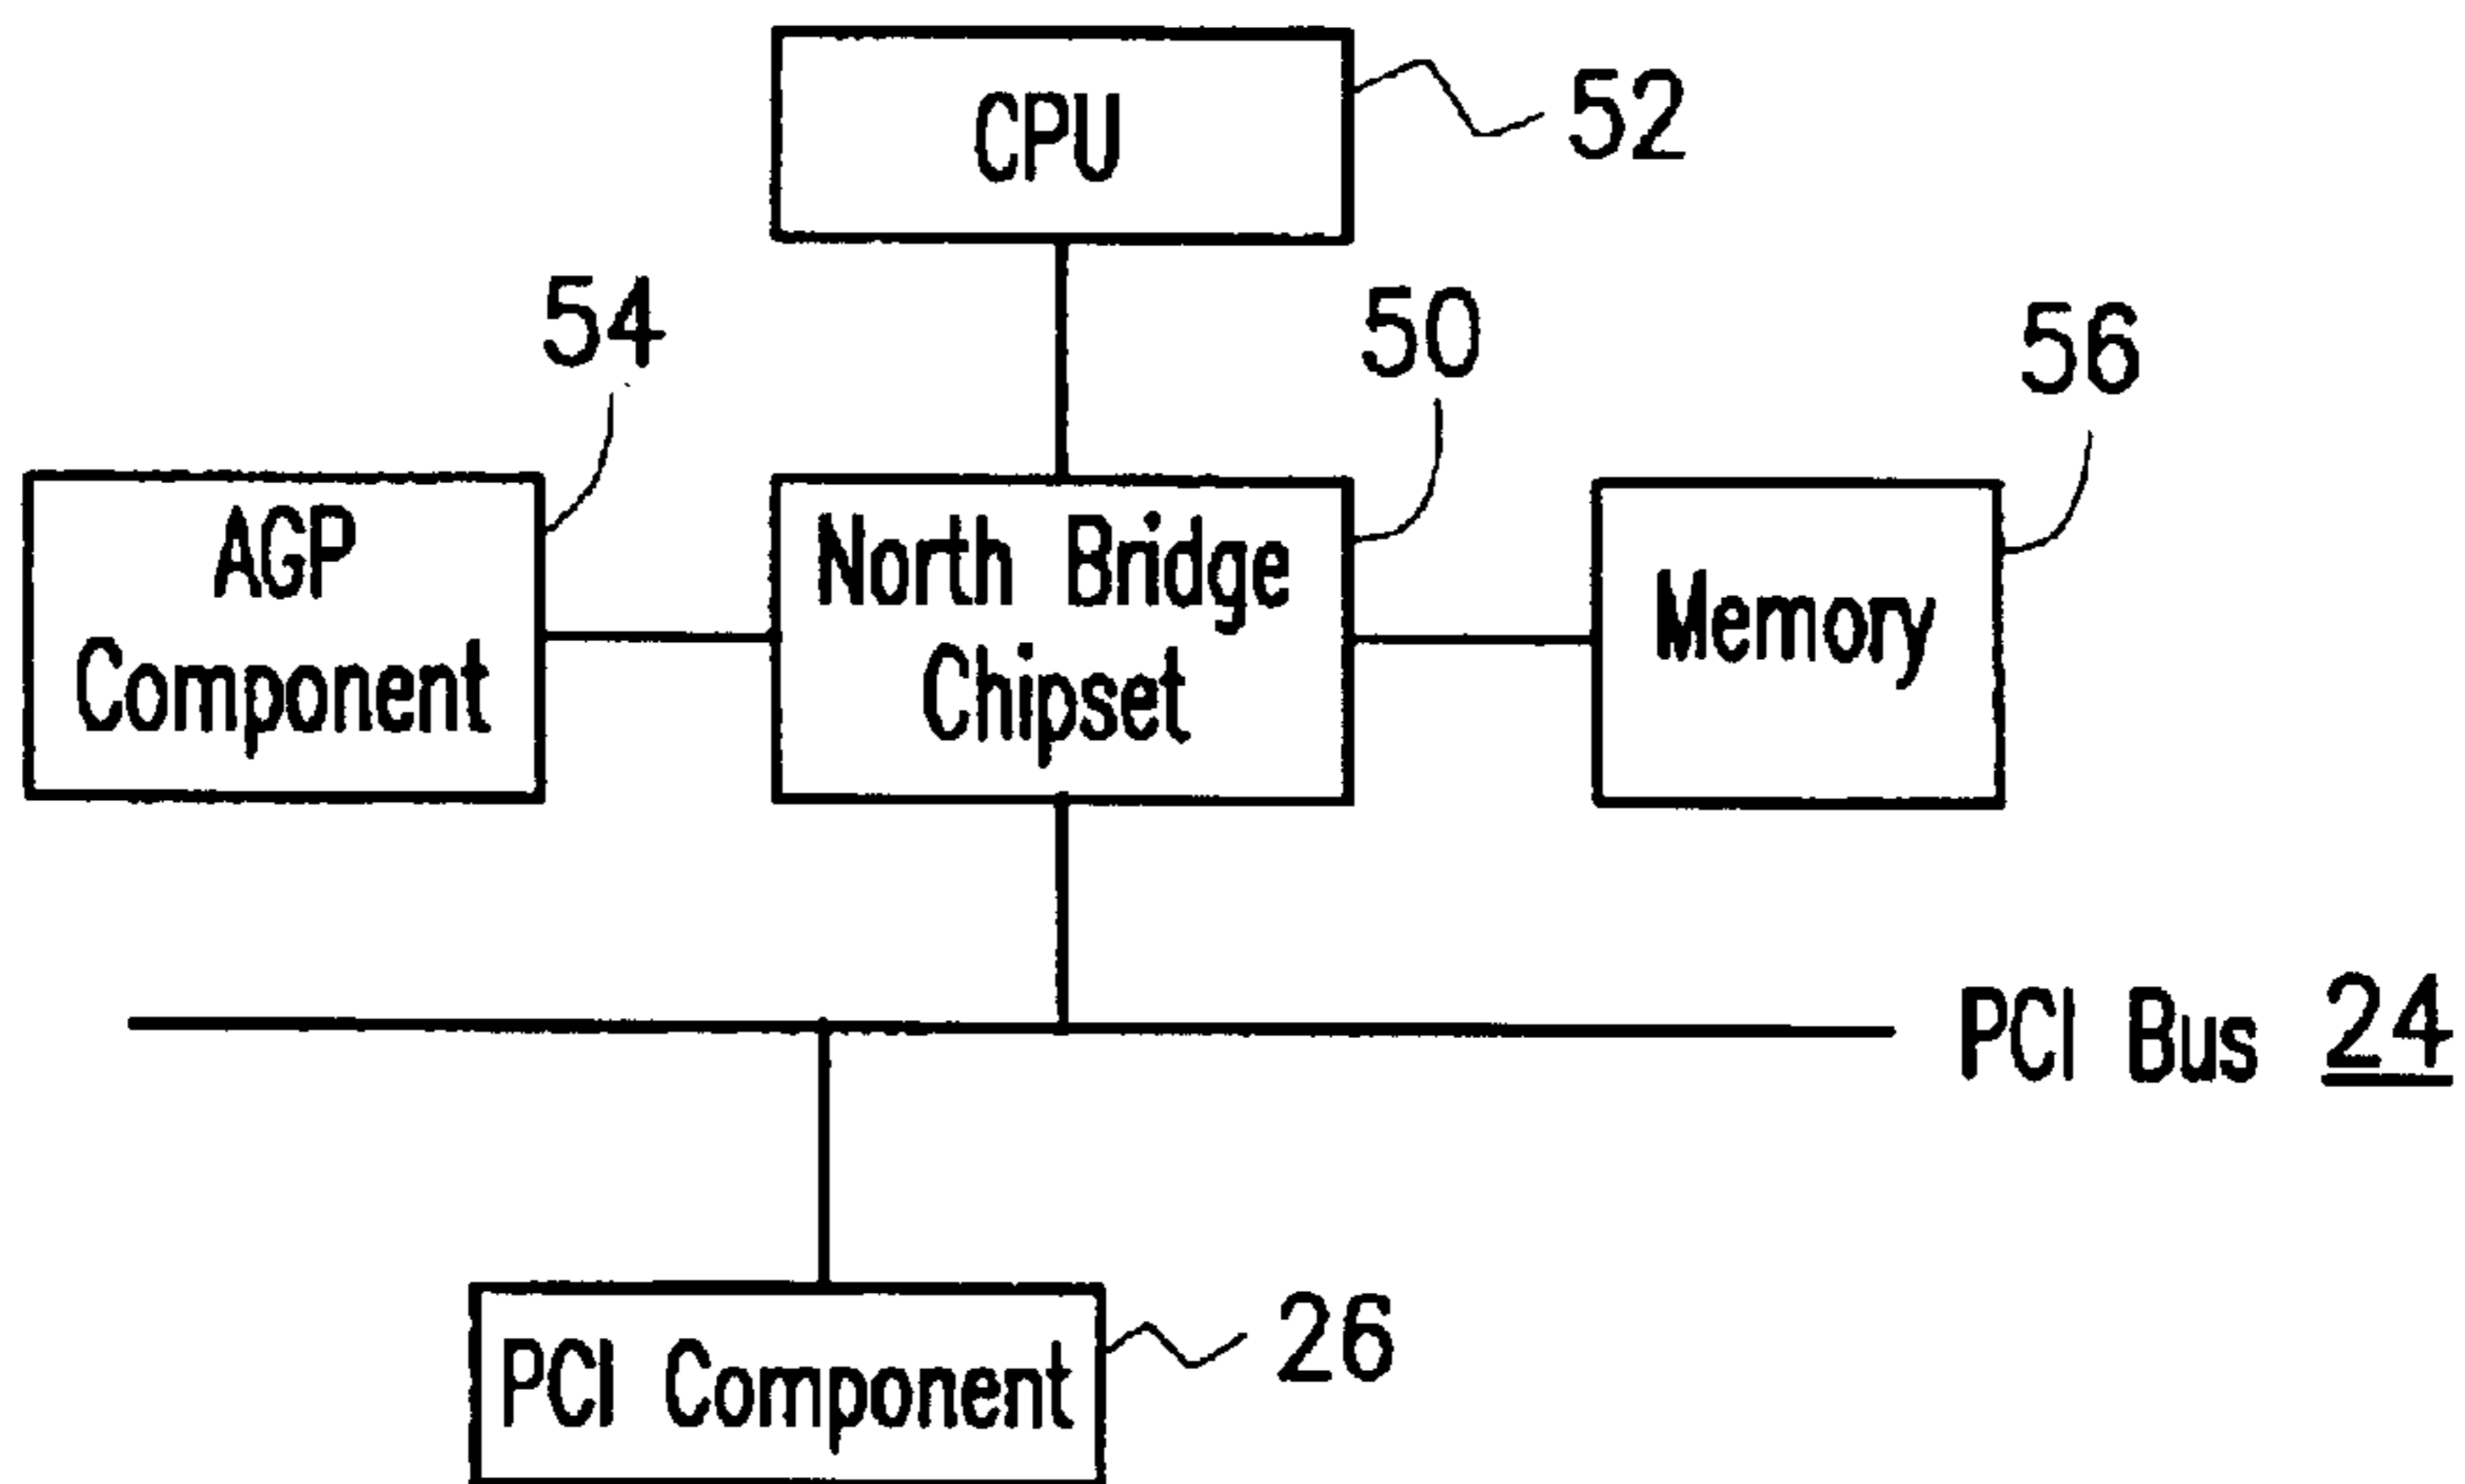 CPU
52
54
50
56
AGP
Component
North Bridge
Chipset
Memory
PCI Bus 24
PCI Component
26